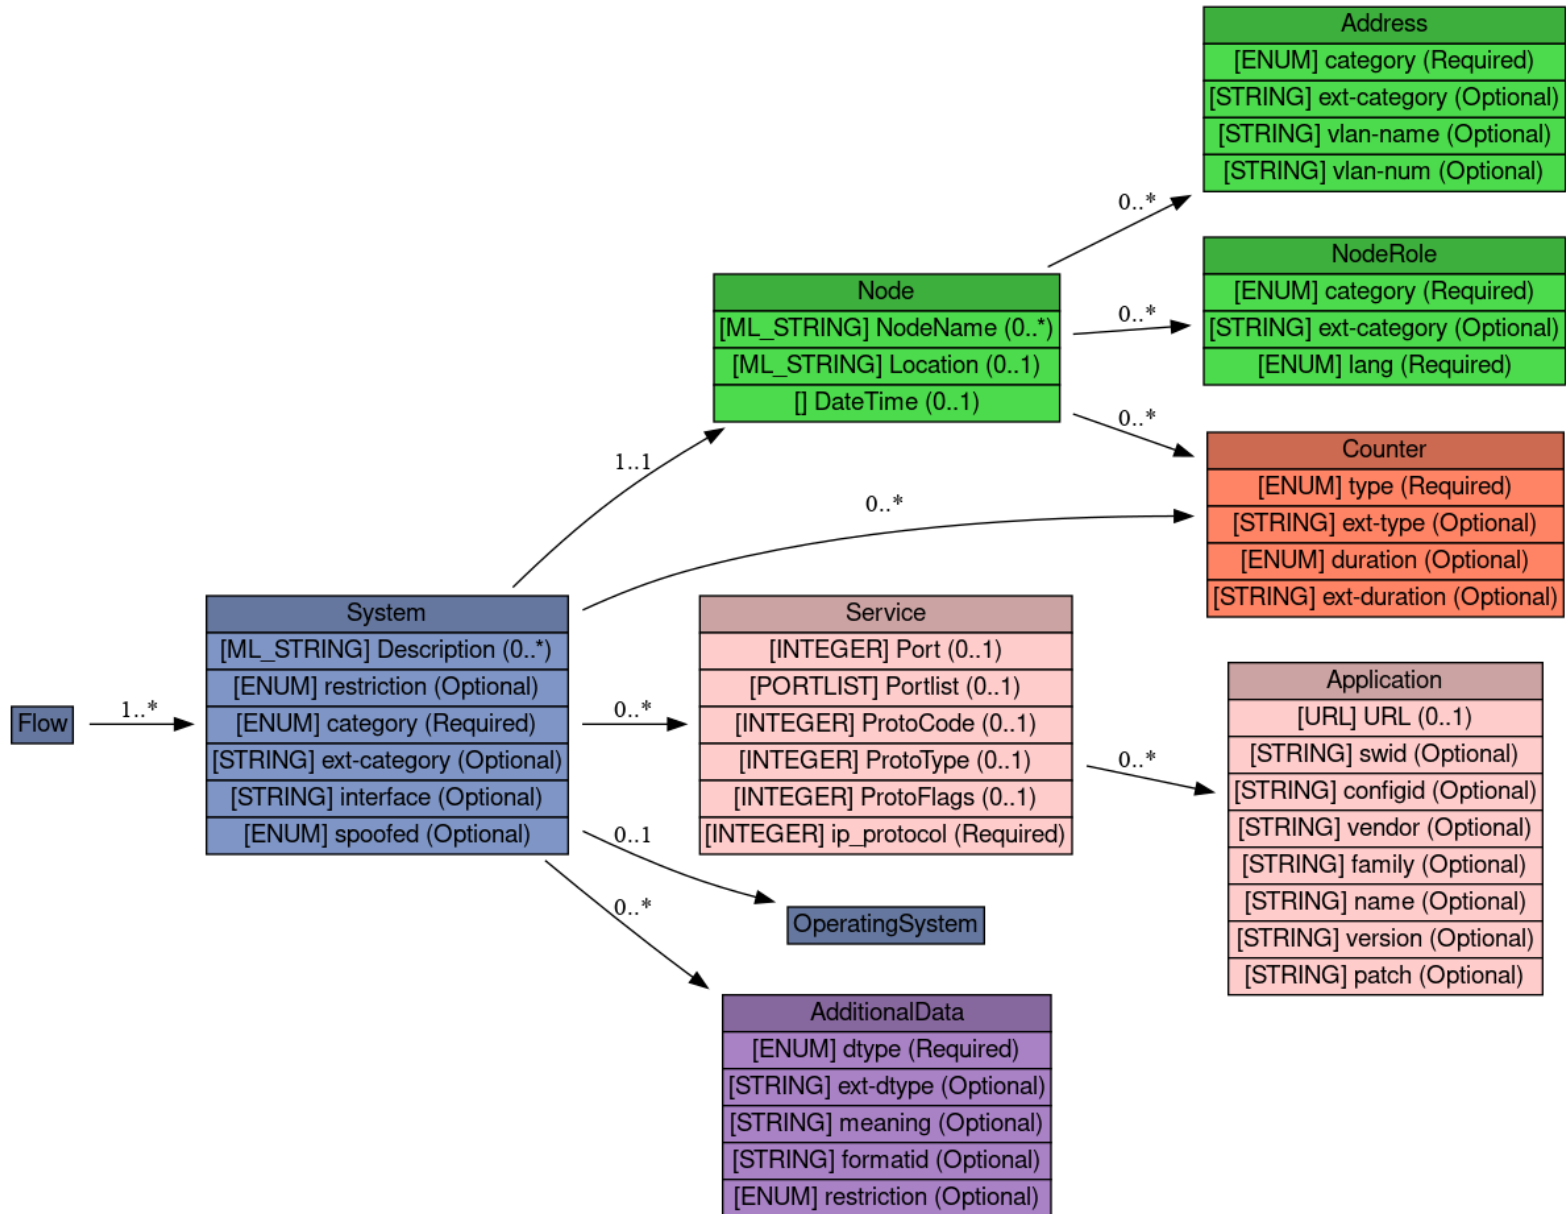 Address
[ENUM] category (Required)
[STRING] ext-category (Optional)
[STRING] vlan-name (Optional)
[STRING] vlan-num (Optional)
0..*
NodeRole
[ENUM] category (Required)
[STRING] ext-category (Optional)
[ENUM] lang (Required)
0..*
Node
[ML_STRING] NodeName (0..*)
[ML_STRING] Location (0..1)
[] DateTime (0..1)
0..*
Counter
[ENUM] type (Required)
[STRING] ext-type (Optional)
[ENUM] duration (Optional)
[STRING] ext-duration (Optional)
1..1
0..*
System
[ML_STRING] Description (0..*)
[ENUM] restriction (Optional)
[ENUM] category (Required)
[STRING] ext-category (Optional)
[STRING] interface (Optional)
[ENUM] spoofed (Optional)
Flow
1..*
0..*
Service
[INTEGER] Port (0..1)
[PORTLIST] Portlist (0..1)
[INTEGER] ProtoCode (0..1)
[INTEGER] ProtoType (0..1)
[INTEGER] ProtoFlags (0..1)
[INTEGER] ip_protocol (Required)
0..*
Application
[URL] URL (0..1)
[STRING] swid (Optional)
[STRING] configid (Optional)
[STRING] vendor (Optional)
[STRING] family (Optional)
[STRING] name (Optional)
[STRING] version (Optional)
[STRING] patch (Optional)
0..1
OperatingSystem
0..*
AdditionalData
[ENUM] dtype (Required)
[STRING] ext-dtype (Optional)
[STRING] meaning (Optional)
[STRING] formatid (Optional)
[ENUM] restriction (Optional)